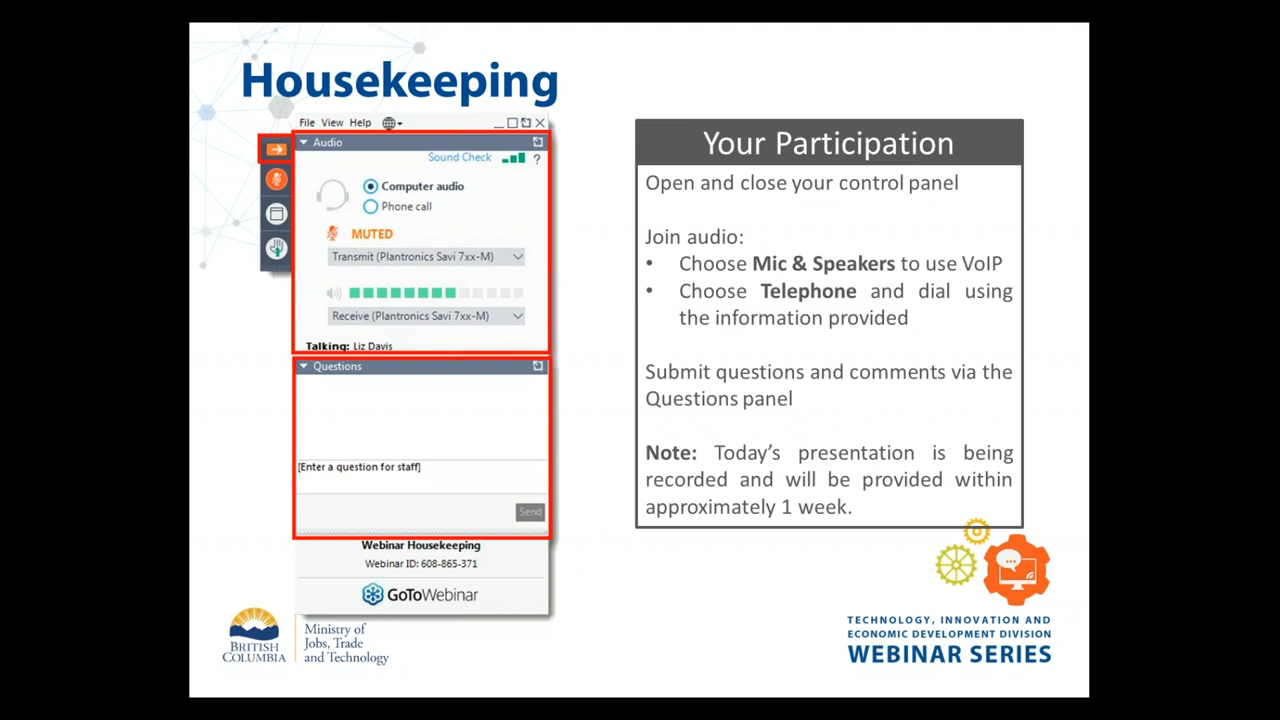 Housekeeping
File View Help
Audio
Sound Check
?
Computer audio
Phone call
MUTED
Transmit (Plantronics Savi 7xx-M)
Receive (Plantronics Savi 7xx-M)
Talking: Liz Davis
Questions
[Enter a question for staff]
Send
Webinar Housekeeping
Webinar ID: 608-865-371
GoToWebinar
Your Participation
Open and close your control panel
Join audio:
• Choose Mic & Speakers to use VoIP
• Choose Telephone and dial using
the information provided
Submit questions and comments via the
Questions panel
Note: Today's presentation is being
recorded and will be provided within
approximately 1 week.
BRITISH
COLUMBIA
Ministry of
Jobs, Trade
and Technology
TECHNOLOGY, INNOVATION AND
ECONOMIC DEVELOPMENT DIVISION
WEBINAR SERIES